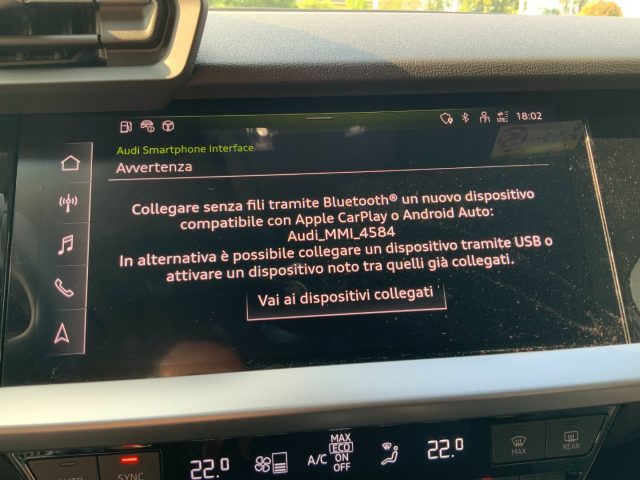 18:02
Audi Smartphone Interface
Avvertenza
Collegare senza fili tramite Bluetooth® un nuovo dispositivo
compatibile con Apple CarPlay o Android Auto:
Audi_MMI_4584
In alternativa è possibile collegare un dispositivo tramite USB o
attivare un dispositivo noto tra quelli già collegati.
Vai ai dispositivi collegati
AUTO SYNC 22.0 A/C MAX 22.0 MAX REAR
ECO
ON
OFF